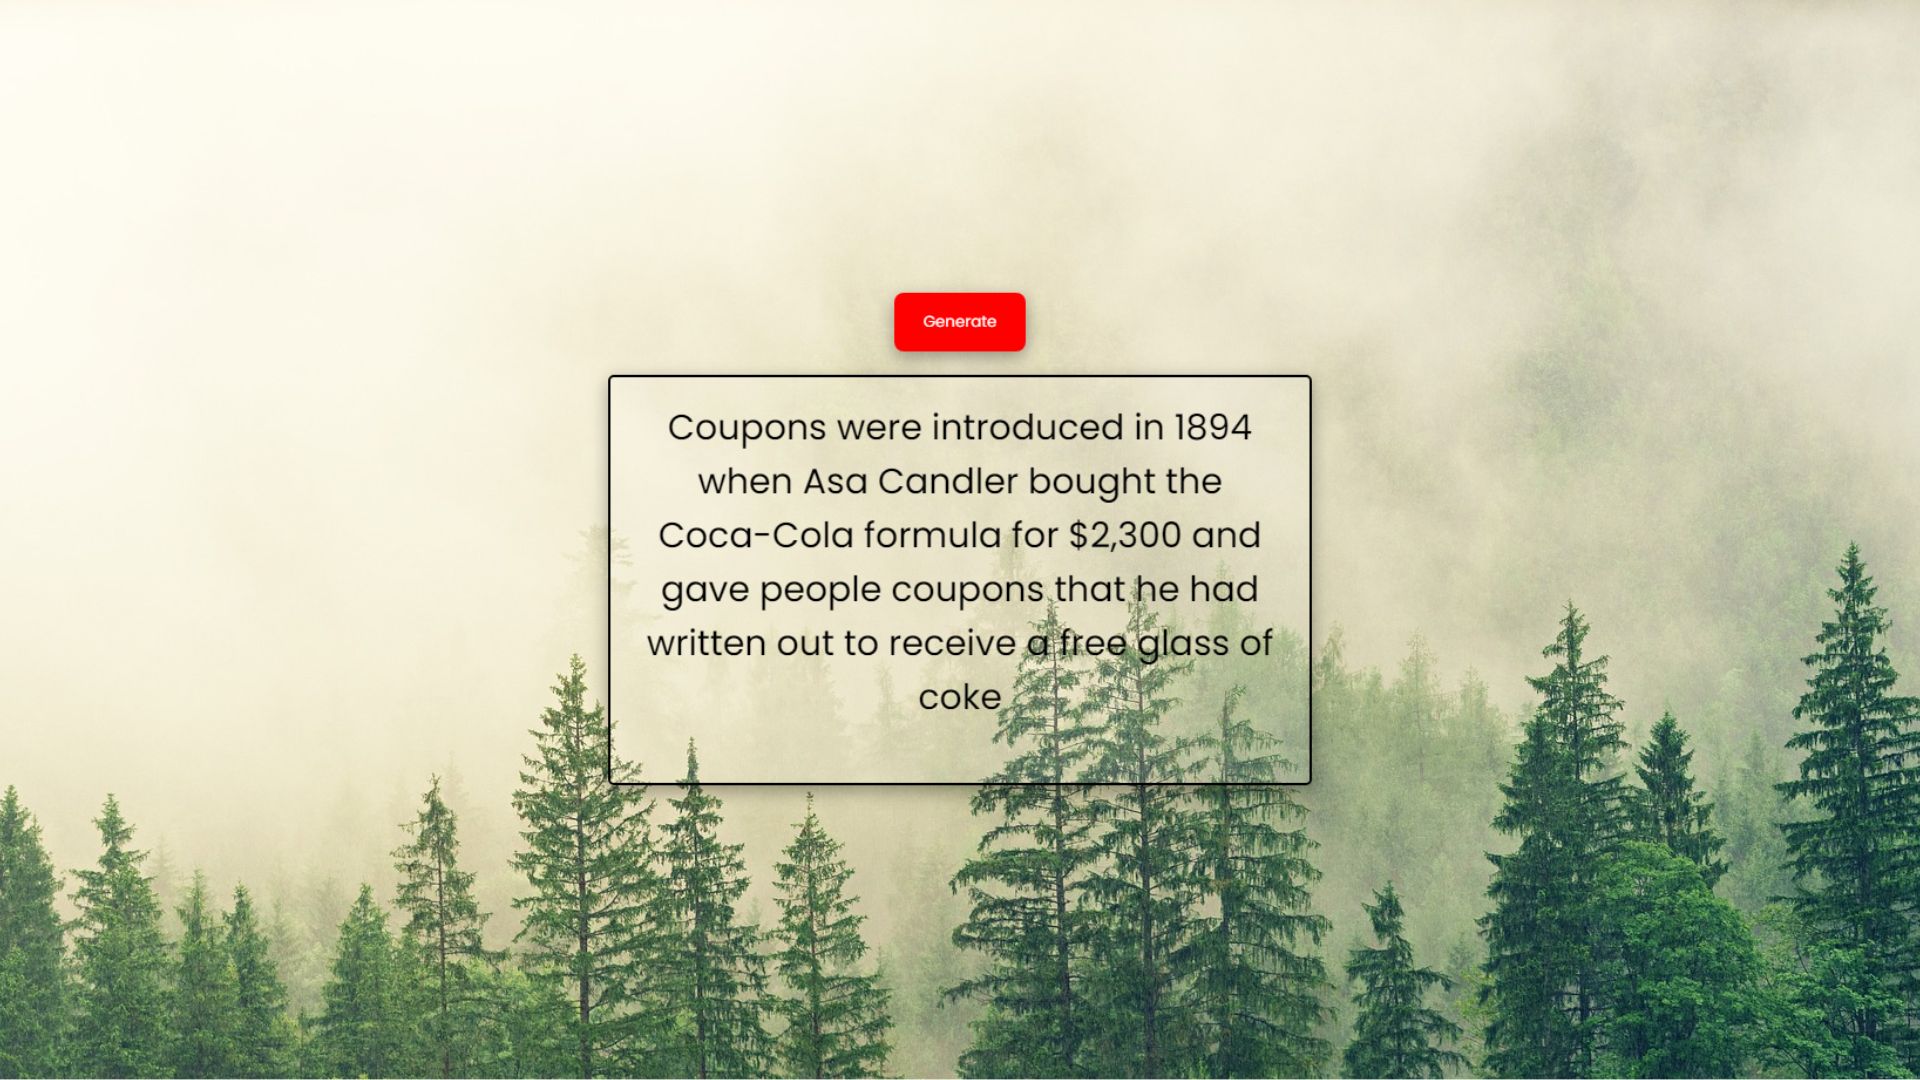 Generate
Coupons were introduced in 1894
when Asa Candler bought the
Coca-Cola formula for $2,300 and
gave people coupons that he had
written out to receive a free glass of
coke